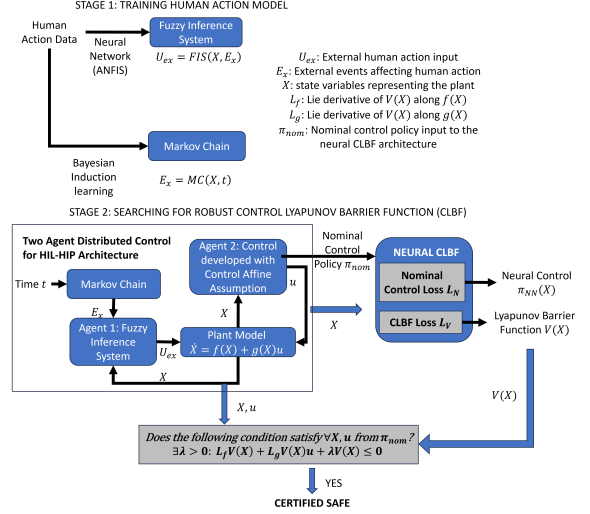 STAGE 1: TRAINING HUMAN ACTION MODEL
Human
Action Data
Neural
Network
(ANFIS)
Fuzzy Inference
System
U_ex = FIS(X, E_x)
Bayesian
Induction
learning
Markov Chain
E_x = MC(X, t)
U_ex: External human action input
E_x: External events affecting human action
X: state variables representing the plant
L_f: Lie derivative of V(X) along f(X)
L_g: Lie derivative of V(X) along g(X)
π_nom: Nominal control policy input to the
neural CLBF architecture
STAGE 2: SEARCHING FOR ROBUST CONTROL LYAPUNOV BARRIER FUNCTION (CLBF)
Two Agent Distributed Control
for HIL-HIP Architecture
Time t
Markov Chain
E_x
Agent 1: Fuzzy
Inference
System
U_ex
Agent 2: Control
developed with
Control Affine
Assumption
u
X
Plant Model
Ẋ = f(X) + g(X)u
X
Nominal
Control
Policy π_nom
X
NEURAL CLBF
Nominal
Control Loss L_N
CLBF Loss L_V
Neural Control
π_NN(X)
Lyapunov Barrier
Function V(X)
V(X)
X, u
Does the following condition satisfy ∀X, u from π_nom?
∃λ > 0: L_fV(X) + L_gV(X)u + λV(X) ≤ 0
YES
CERTIFIED SAFE